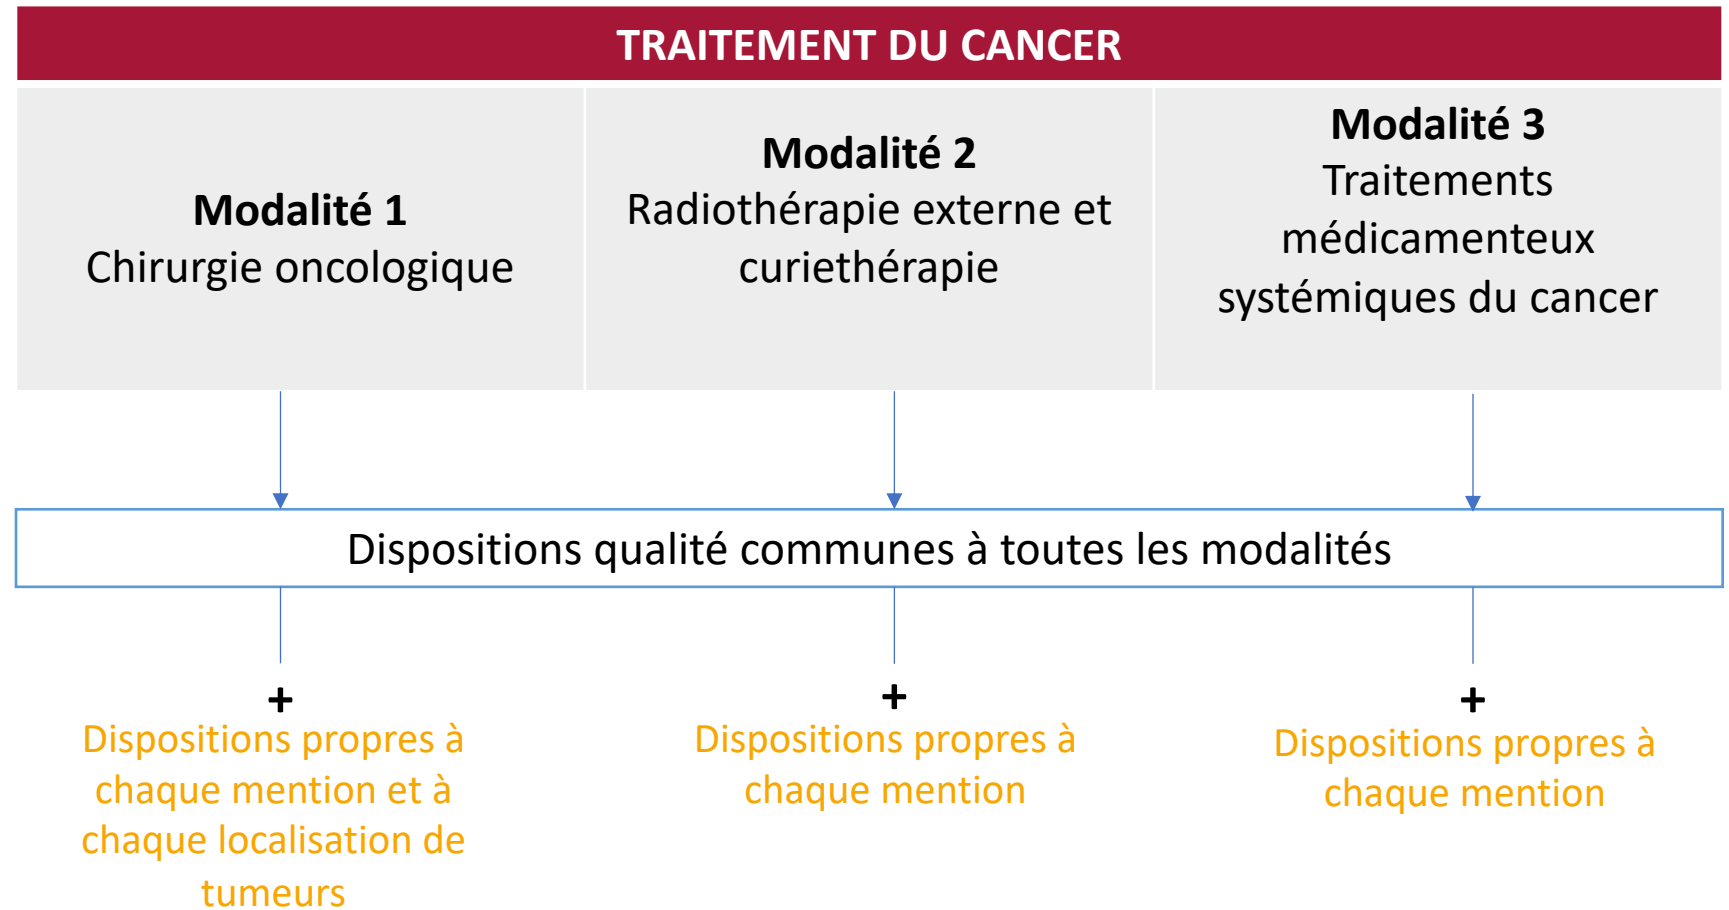 TRAITEMENT DU CANCER
Modalité 1
Chirurgie oncologique
Modalité 2
Radiothérapie externe et
curiethérapie
Modalité 3
Traitements
médicamenteux
systémiques du cancer
Dispositions qualité communes à toutes les modalités
+
Dispositions propres à
chaque mention et à
chaque localisation de
tumeurs
+
Dispositions propres à
chaque mention
+
Dispositions propres à
chaque mention